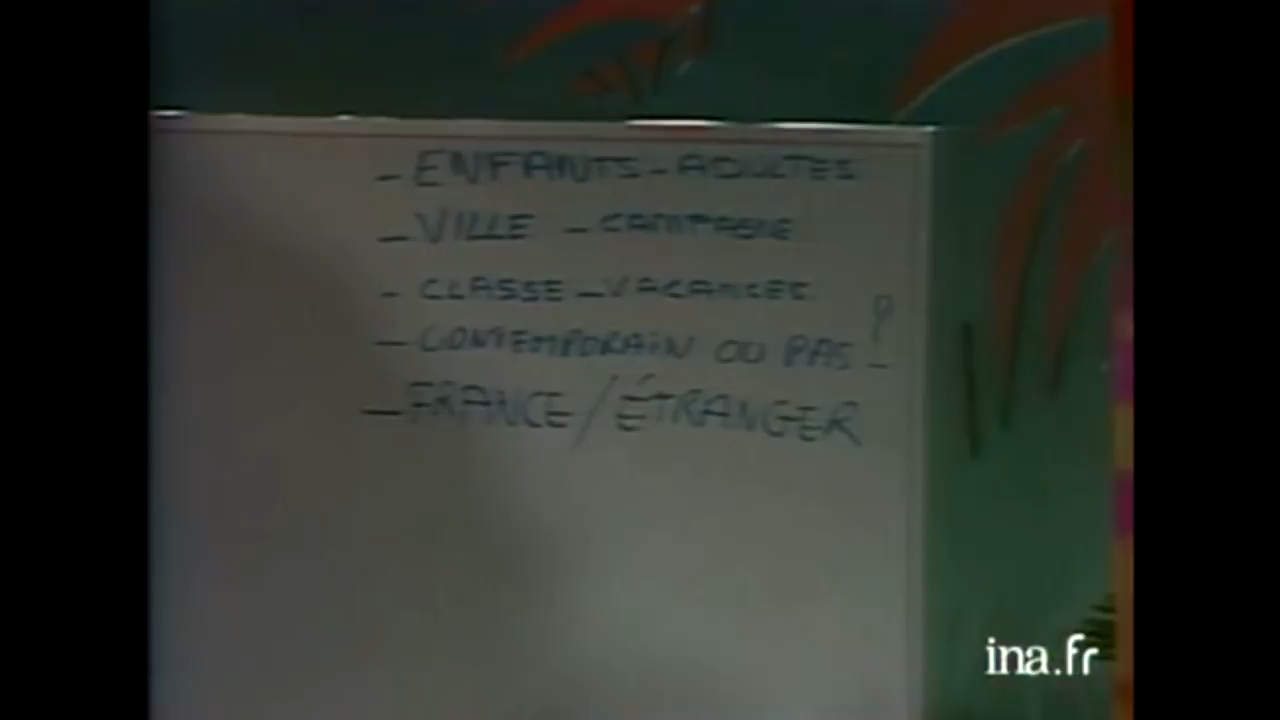 - ENFANTS - ADULTES
- VILLE - CAMPAGNE
- CLASSE - VACANCES
- CONTEMPORAIN OU PAS ?
- FRANCE / ÉTRANGER
ina.fr